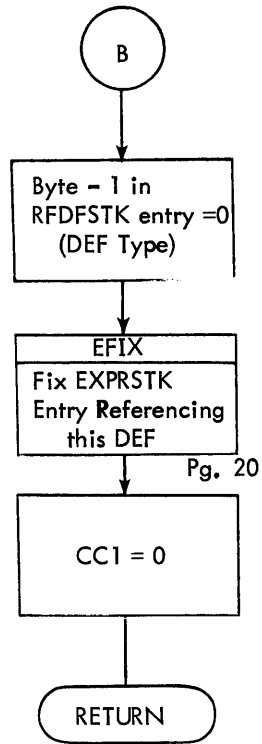 B
Byte - 1 in
RFDFSTK entry =0
(DEF Type)
EFIX
Fix EXPRSTK
Entry Referencing
this DEF
Pg. 20
CC1 = 0
RETURN